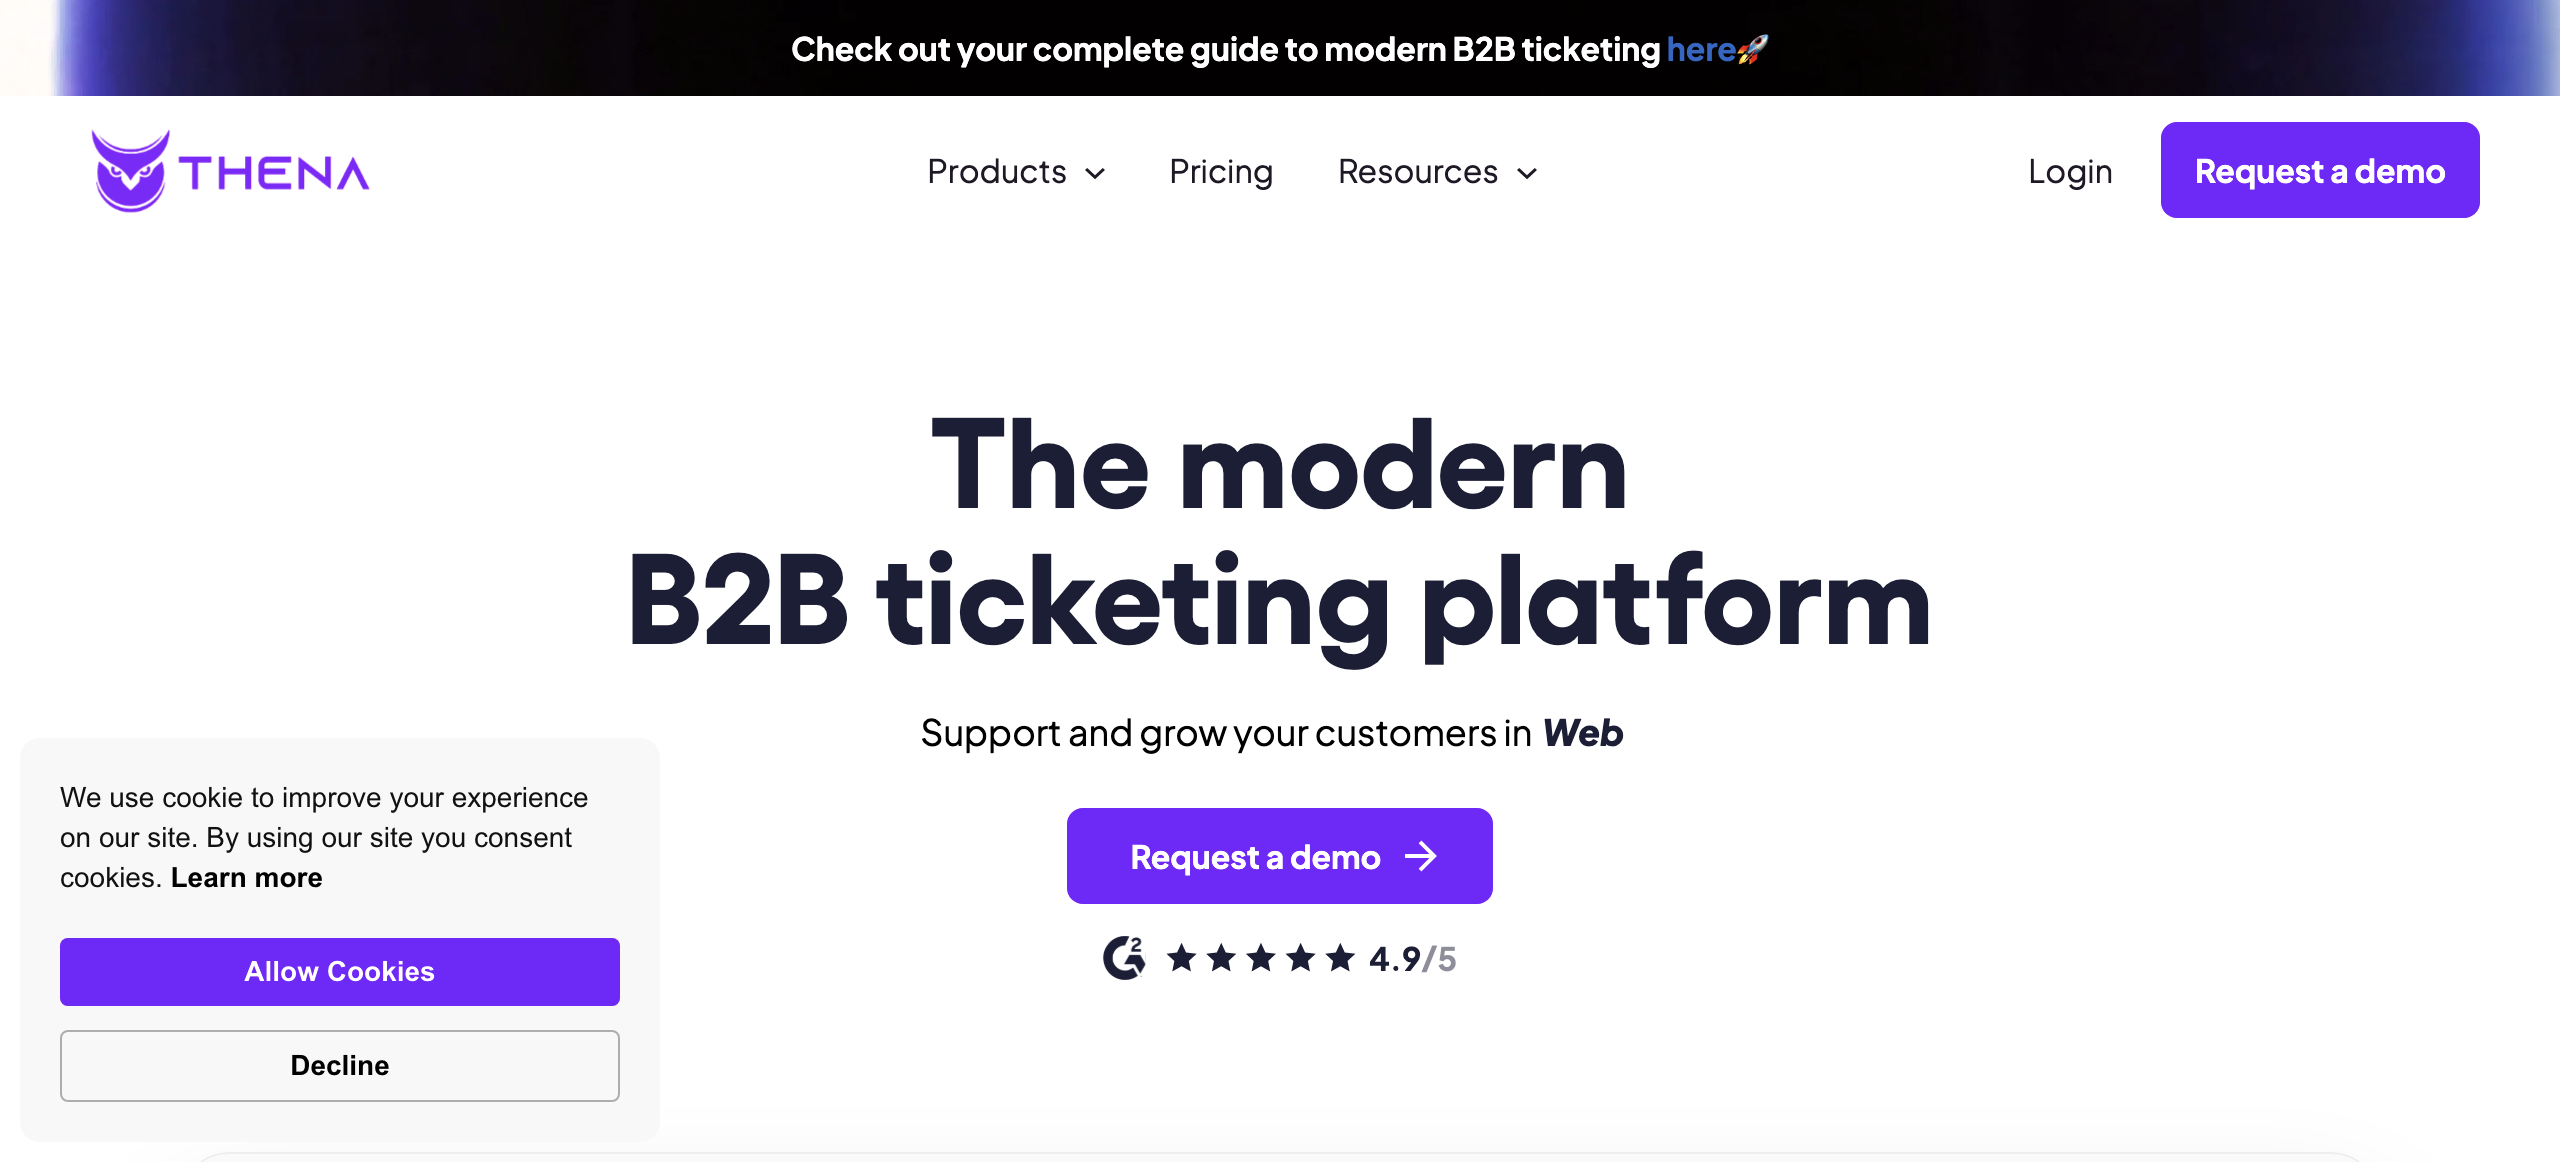 Check out your complete guide to modern B2B ticketing here🚀
THENA
Products
Pricing
Resources
Login
Request a demo
The modern
B2B ticketing platform
Support and grow your customers in Web
Request a demo →
G2 ★★★★★ 4.9/5
We use cookie to improve your experience
on our site. By using our site you consent
cookies. Learn more
Allow Cookies
Decline